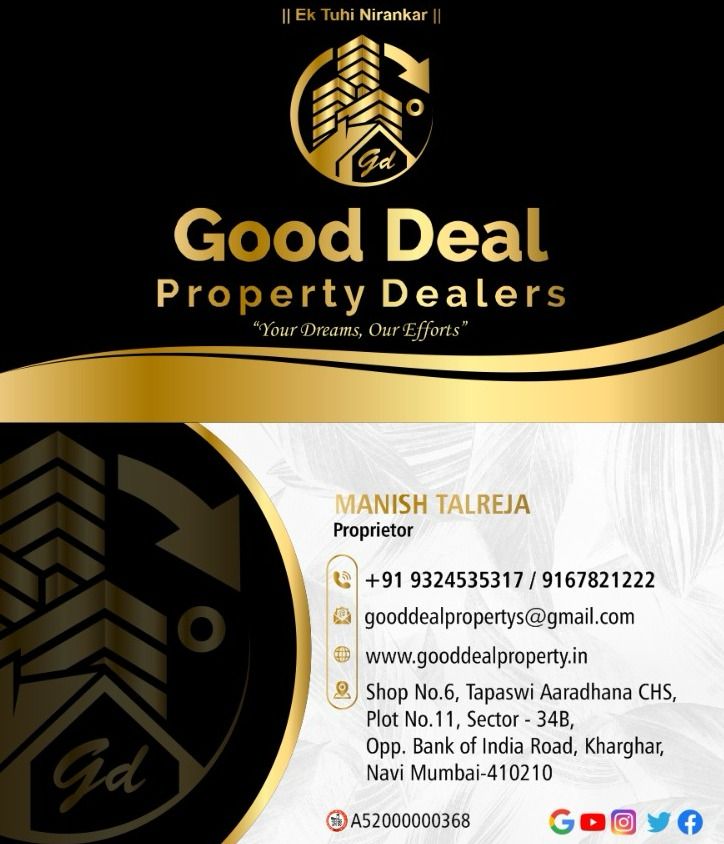 || Ek Tuhi Nirankar ||
Gd
Good Deal
Property Dealers
“Your Dreams, Our Efforts”
Gd
MANISH TALREJA
Proprietor
+91 9324535317 / 9167821222
gooddealpropertys@gmail.com
www.gooddealproperty.in
Shop No.6, Tapaswi Aaradhana CHS,
Plot No.11, Sector - 34B,
Opp. Bank of India Road, Kharghar,
Navi Mumbai-410210
A52000000368